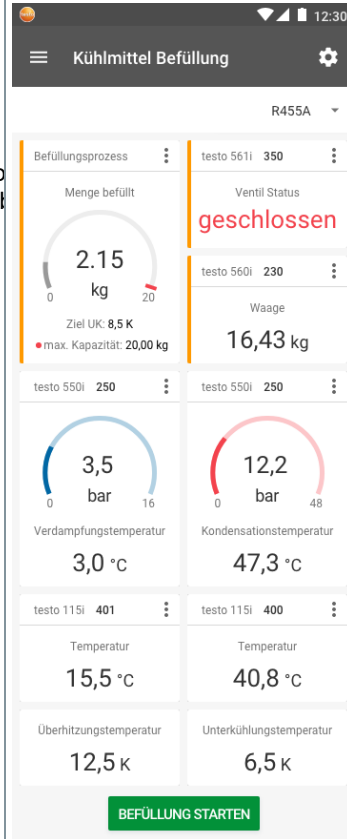 12:30
Kühlmittel Befüllung
R455A
Befüllungsprozess
Menge befüllt
2.15
kg
0
20
Ziel UK: 8,5 K
max. Kapazität: 20,00 kg
testo 561i 350
Ventil Status
geschlossen
testo 560i 230
Waage
16,43 kg
testo 550i 250
3,5
bar
0
16
Verdampfungstemperatur
3,0 °C
testo 550i 250
12,2
bar
0
48
Kondensationstemperatur
47,3 °C
testo 115i 401
Temperatur
15,5 °C
testo 115i 400
Temperatur
40,8 °C
Überhitzungstemperatur
12,5 K
Unterkühlungstemperatur
6,5 K
BEFÜLLUNG STARTEN